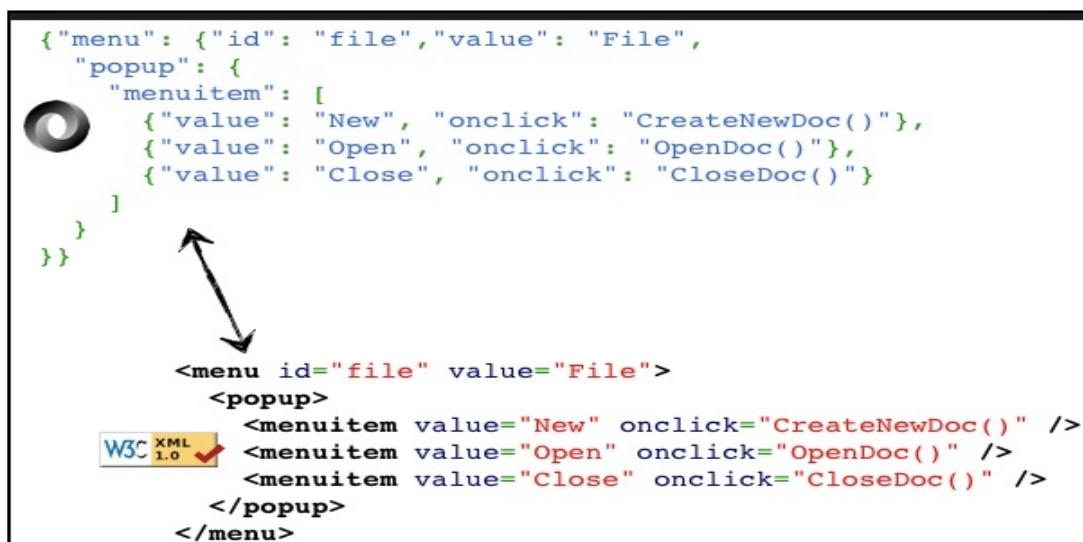 {"menu": {"id": "file","value": "File",
"popup": {
"menuitem": [
{"value": "New", "onclick": "CreateNewDoc()"},
{"value": "Open", "onclick": "OpenDoc()"},
{"value": "Close", "onclick": "CloseDoc()"}
]
}
}}
<menu id="file" value="File">
<popup>
<menuitem value="New" onclick="CreateNewDoc()" />
W3C XML 1.0
<menuitem value="Open" onclick="OpenDoc()" />
<menuitem value="Close" onclick="CloseDoc()" />
</popup>
</menu>